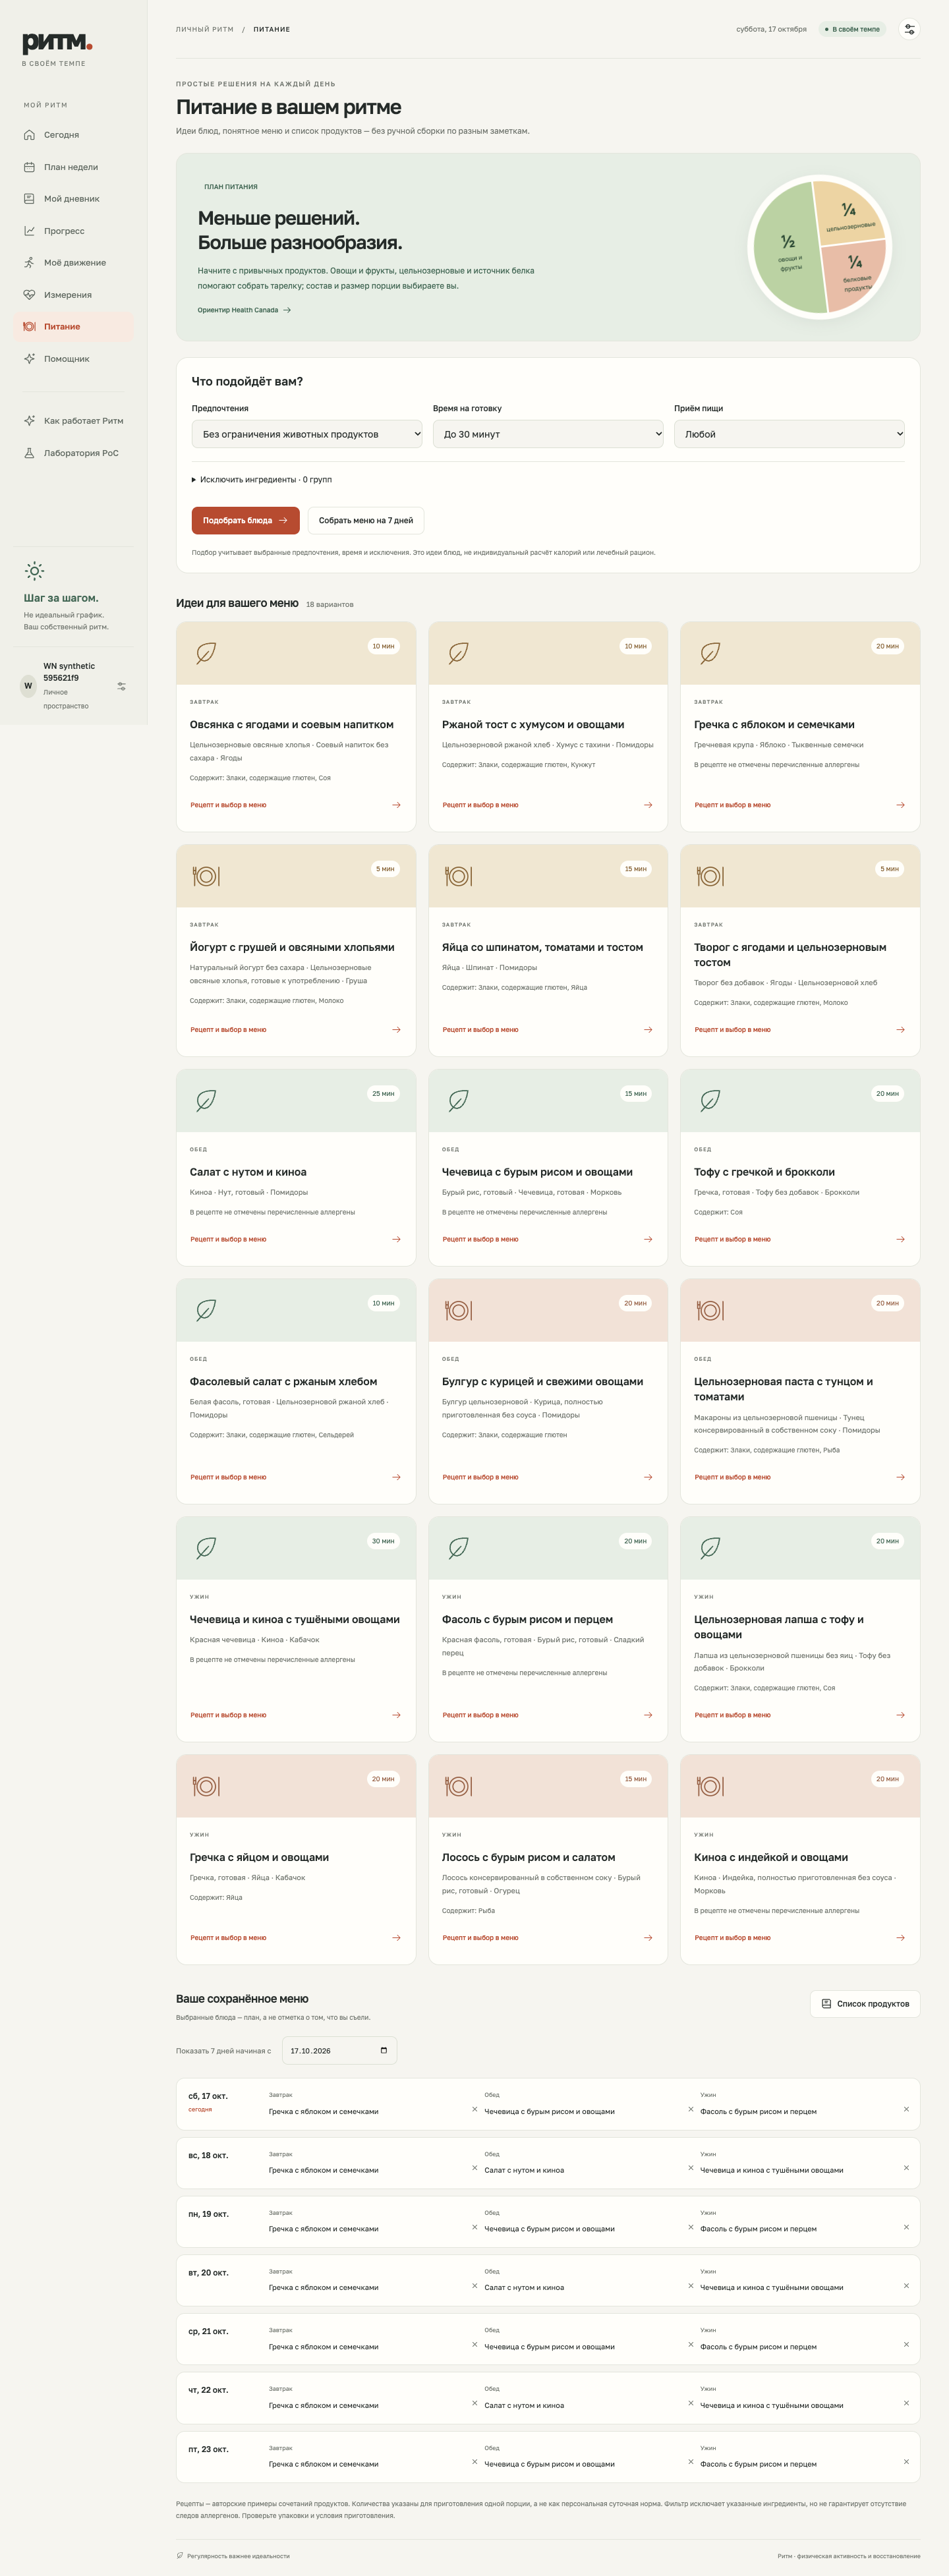 ритм.
В СВОЁМ ТЕМПЕ
МОЙ РИТМ
Сегодня
План недели
Мой дневник
Прогресс
Моё движение
Измерения
Питание
Помощник
Как работает Ритм
Лаборатория PoC
Шаг за шагом.
Не идеальный график.
Ваш собственный ритм.
W
WN synthetic
595621f9
Личное
пространство
ЛИЧНЫЙ РИТМ / ПИТАНИЕ
суббота, 17 октября
В своём темпе
ПРОСТЫЕ РЕШЕНИЯ НА КАЖДЫЙ ДЕНЬ
Питание в вашем ритме
Идеи блюд, понятное меню и список продуктов — без ручной сборки по разным заметкам.
ПЛАН ПИТАНИЯ
Меньше решений.
Больше разнообразия.
Начните с привычных продуктов. Овощи и фрукты, цельнозерновые и источник белка
помогают собрать тарелку; состав и размер порции выбираете вы.
Ориентир Health Canada
½
овощи и
фрукты
¼
цельнозерновые
¼
белковые
продукты
Что подойдёт вам?
Предпочтения
Время на готовку
Приём пищи
Без ограничения животных продуктов
До 30 минут
Любой
Исключить ингредиенты · 0 групп
Подобрать блюда
Собрать меню на 7 дней
Подбор учитывает выбранные предпочтения, время и исключения. Это идеи блюд, не индивидуальный расчёт калорий или лечебный рацион.
Идеи для вашего меню 18 вариантов
10 мин
ЗАВТРАК
Овсянка с ягодами и соевым напитком
Цельнозерновые овсяные хлопья · Соевый напиток без
сахара · Ягоды
Содержит: Злаки, содержащие глютен, Соя
Рецепт и выбор в меню
10 мин
ЗАВТРАК
Ржаной тост с хумусом и овощами
Цельнозерновой ржаной хлеб · Хумус с тахини · Помидоры
Содержит: Злаки, содержащие глютен, Кунжут
Рецепт и выбор в меню
20 мин
ЗАВТРАК
Гречка с яблоком и семечками
Гречневая крупа · Яблоко · Тыквенные семечки
В рецепте не отмечены перечисленные аллергены
Рецепт и выбор в меню
5 мин
ЗАВТРАК
Йогурт с грушей и овсяными хлопьями
Натуральный йогурт без сахара · Цельнозерновые
овсяные хлопья, готовые к употреблению · Груша
Содержит: Злаки, содержащие глютен, Молоко
Рецепт и выбор в меню
15 мин
ЗАВТРАК
Яйца со шпинатом, томатами и тостом
Яйца · Шпинат · Помидоры
Содержит: Злаки, содержащие глютен, Яйца
Рецепт и выбор в меню
5 мин
ЗАВТРАК
Творог с ягодами и цельнозерновым
тостом
Творог без добавок · Ягоды · Цельнозерновой хлеб
Содержит: Злаки, содержащие глютен, Молоко
Рецепт и выбор в меню
25 мин
ОБЕД
Салат с нутом и киноа
Киноа · Нут, готовый · Помидоры
В рецепте не отмечены перечисленные аллергены
Рецепт и выбор в меню
15 мин
ОБЕД
Чечевица с бурым рисом и овощами
Бурый рис, готовый · Чечевица, готовая · Морковь
В рецепте не отмечены перечисленные аллергены
Рецепт и выбор в меню
20 мин
ОБЕД
Тофу с гречкой и брокколи
Гречка, готовая · Тофу без добавок · Брокколи
Содержит: Соя
Рецепт и выбор в меню
10 мин
ОБЕД
Фасолевый салат с ржаным хлебом
Белая фасоль, готовая · Цельнозерновой ржаной хлеб ·
Помидоры
Содержит: Злаки, содержащие глютен, Сельдерей
Рецепт и выбор в меню
20 мин
ОБЕД
Булгур с курицей и свежими овощами
Булгур цельнозерновой · Курица, полностью
приготовленная без соуса · Помидоры
Содержит: Злаки, содержащие глютен
Рецепт и выбор в меню
20 мин
ОБЕД
Цельнозерновая паста с тунцом и
томатами
Макароны из цельнозерновой пшеницы · Тунец
консервированный в собственном соку · Помидоры
Содержит: Злаки, содержащие глютен, Рыба
Рецепт и выбор в меню
30 мин
УЖИН
Чечевица и киноа с тушёными овощами
Красная чечевица · Киноа · Кабачок
В рецепте не отмечены перечисленные аллергены
Рецепт и выбор в меню
20 мин
УЖИН
Фасоль с бурым рисом и перцем
Красная фасоль, готовая · Бурый рис, готовый · Сладкий
перец
В рецепте не отмечены перечисленные аллергены
Рецепт и выбор в меню
20 мин
УЖИН
Цельнозерновая лапша с тофу и
овощами
Лапша из цельнозерновой пшеницы без яиц · Тофу без
добавок · Брокколи
Содержит: Злаки, содержащие глютен, Соя
Рецепт и выбор в меню
20 мин
УЖИН
Гречка с яйцом и овощами
Гречка, готовая · Яйца · Кабачок
Содержит: Яйца
Рецепт и выбор в меню
15 мин
УЖИН
Лосось с бурым рисом и салатом
Лосось консервированный в собственном соку · Бурый
рис, готовый · Огурец
Содержит: Рыба
Рецепт и выбор в меню
20 мин
УЖИН
Киноа с индейкой и овощами
Киноа · Индейка, полностью приготовленная без соуса ·
Морковь
В рецепте не отмечены перечисленные аллергены
Рецепт и выбор в меню
Ваше сохранённое меню
Выбранные блюда — план, а не отметка о том, что вы съели.
Список продуктов
Показать 7 дней начиная с 17.10.2026
сб, 17 окт.
сегодня
Завтрак
Гречка с яблоком и семечками
Обед
Чечевица с бурым рисом и овощами
Ужин
Фасоль с бурым рисом и перцем
вс, 18 окт.
Завтрак
Гречка с яблоком и семечками
Обед
Салат с нутом и киноа
Ужин
Чечевица и киноа с тушёными овощами
пн, 19 окт.
Завтрак
Гречка с яблоком и семечками
Обед
Чечевица с бурым рисом и овощами
Ужин
Фасоль с бурым рисом и перцем
вт, 20 окт.
Завтрак
Гречка с яблоком и семечками
Обед
Салат с нутом и киноа
Ужин
Чечевица и киноа с тушёными овощами
ср, 21 окт.
Завтрак
Гречка с яблоком и семечками
Обед
Чечевица с бурым рисом и овощами
Ужин
Фасоль с бурым рисом и перцем
чт, 22 окт.
Завтрак
Гречка с яблоком и семечками
Обед
Салат с нутом и киноа
Ужин
Чечевица и киноа с тушёными овощами
пт, 23 окт.
Завтрак
Гречка с яблоком и семечками
Обед
Чечевица с бурым рисом и овощами
Ужин
Фасоль с бурым рисом и перцем
Рецепты — авторские примеры сочетаний продуктов. Количества указаны для приготовления одной порции, а не как персональная суточная норма. Фильтр исключает указанные ингредиенты, но не гарантирует отсутствие
следов аллергенов. Проверьте упаковки и условия приготовления.
Регулярность важнее идеальности
Ритм · физическая активность и восстановление